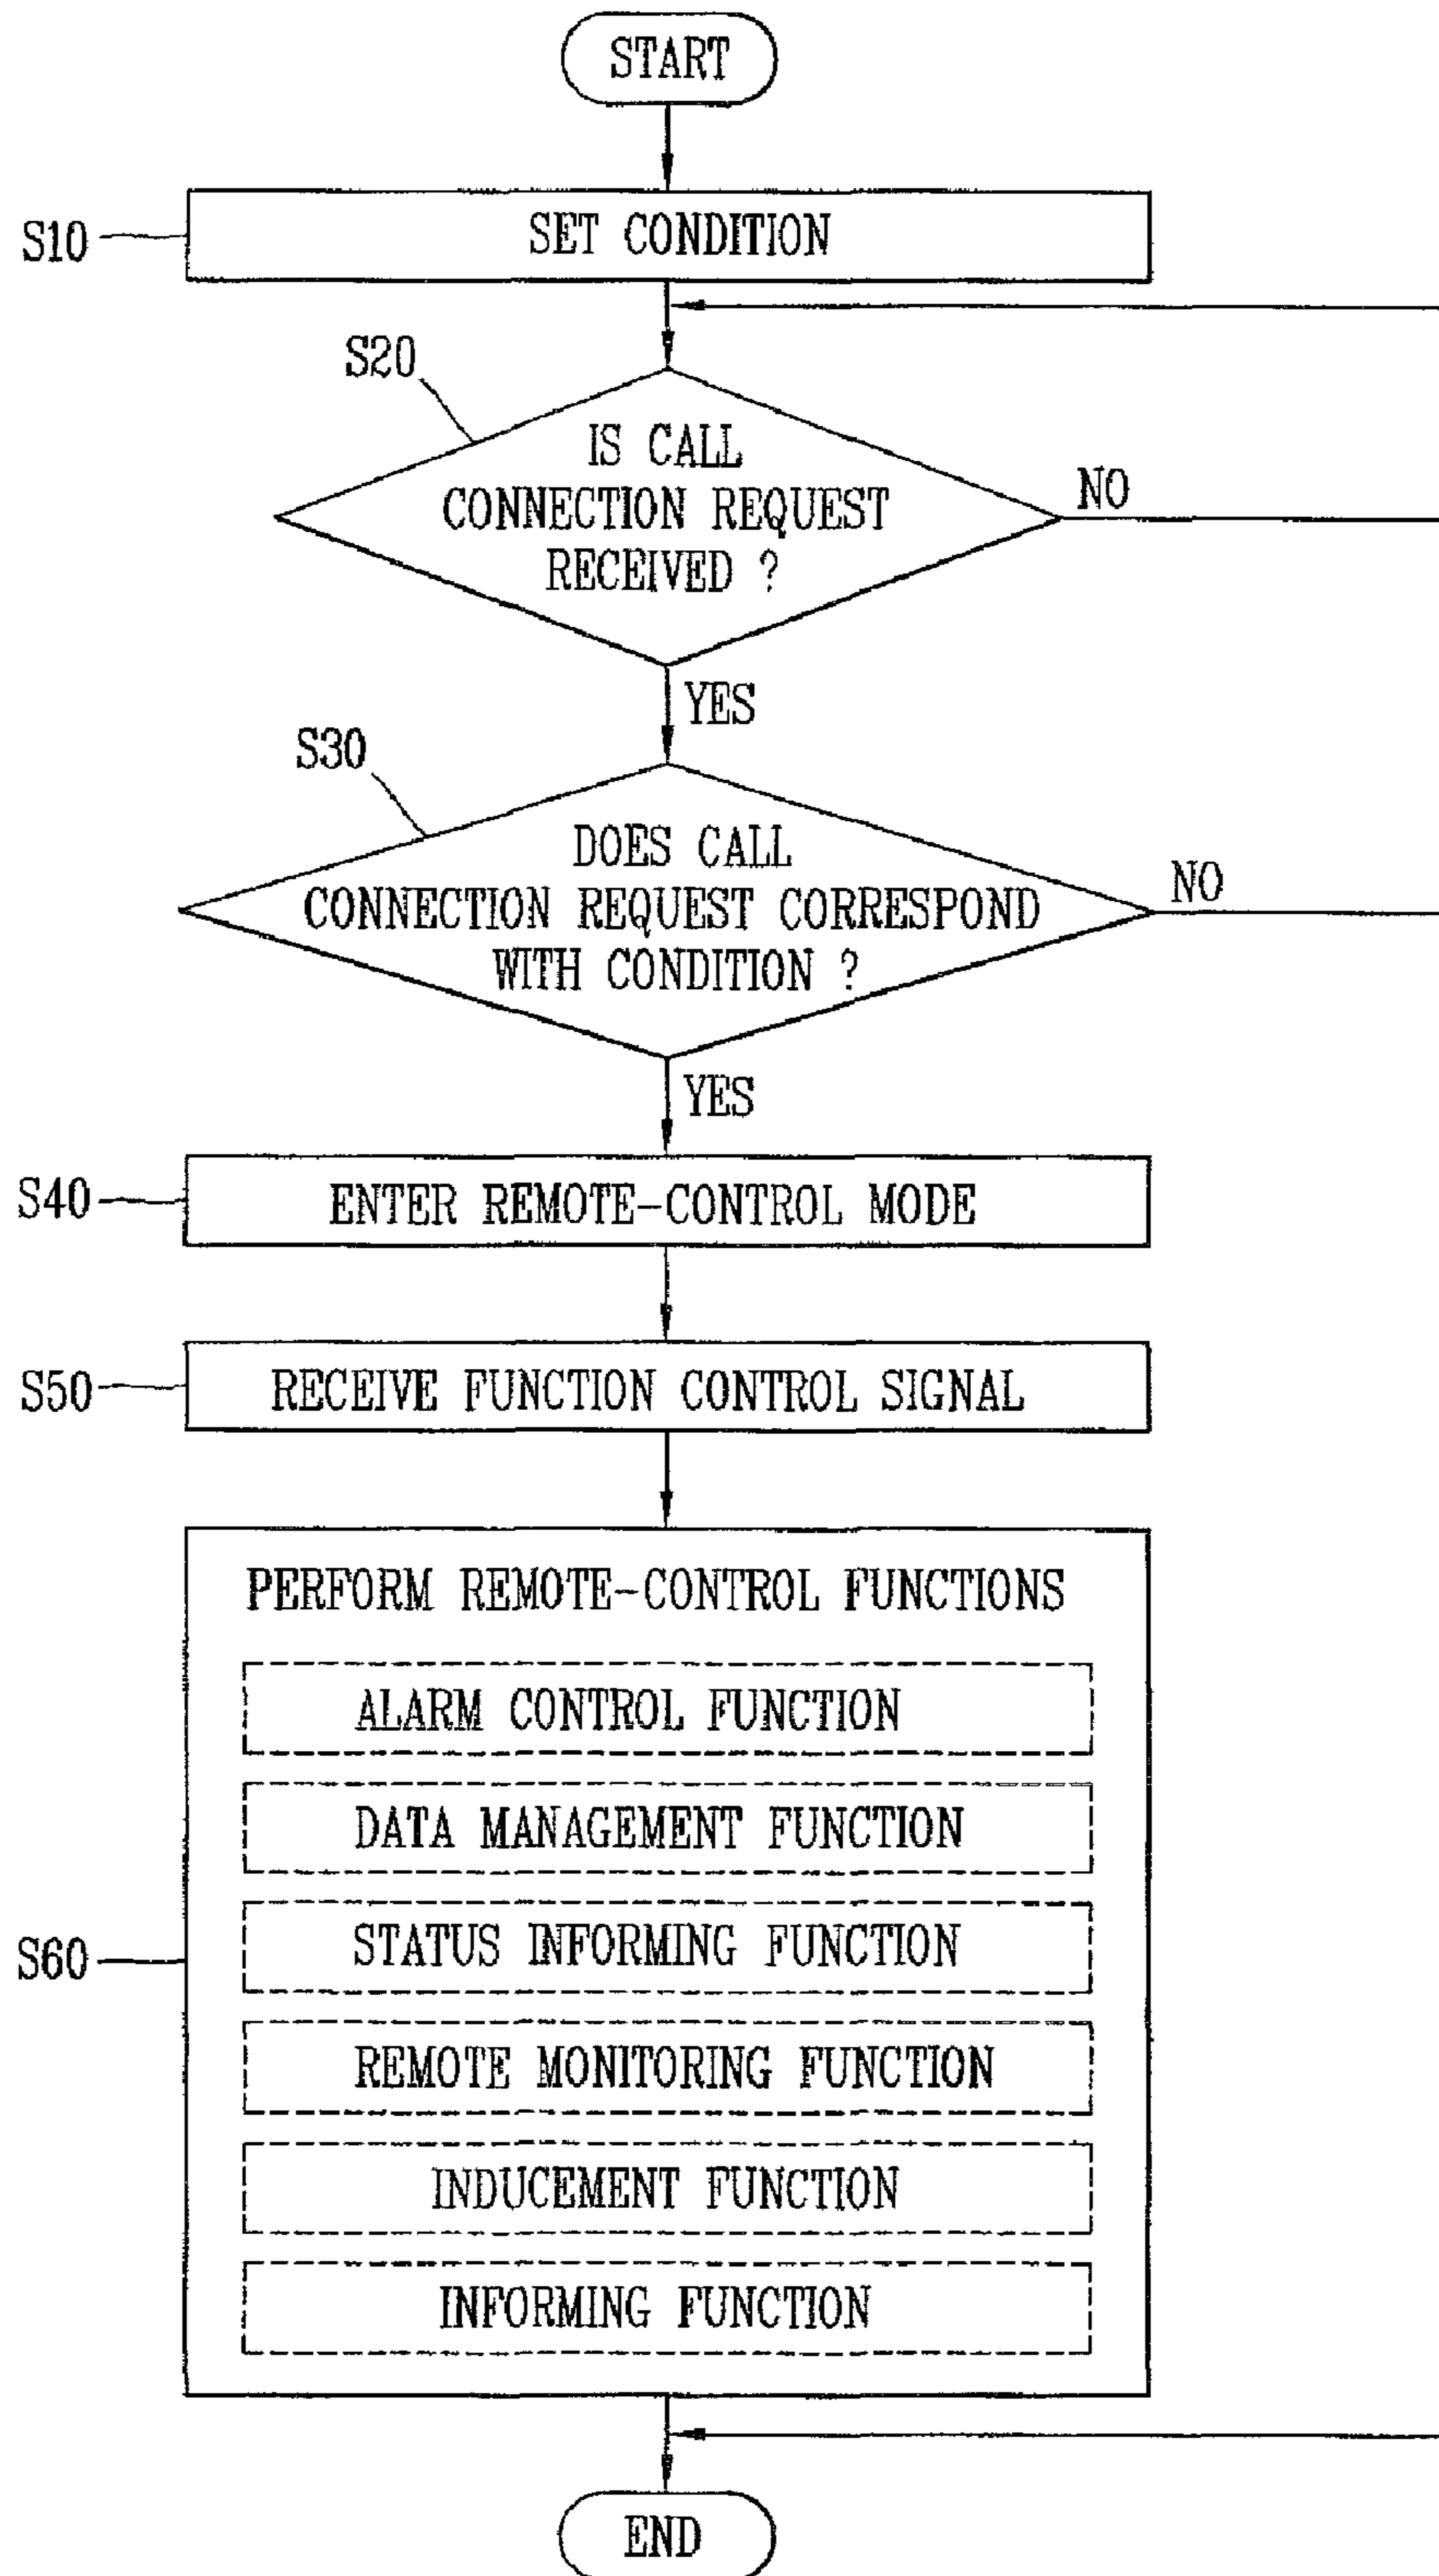 START
S10
SET CONDITION
S20
IS CALL
CONNECTION REQUEST
RECEIVED ?
NO
YES
S30
DOES CALL
CONNECTION REQUEST CORRESPOND
WITH CONDITION ?
NO
YES
S40
ENTER REMOTE-CONTROL MODE
S50
RECEIVE FUNCTION CONTROL SIGNAL
PERFORM REMOTE-CONTROL FUNCTIONS
ALARM CONTROL FUNCTION
DATA MANAGEMENT FUNCTION
S60
STATUS INFORMING FUNCTION
REMOTE MONITORING FUNCTION
INDUCEMENT FUNCTION
INFORMING FUNCTION
END